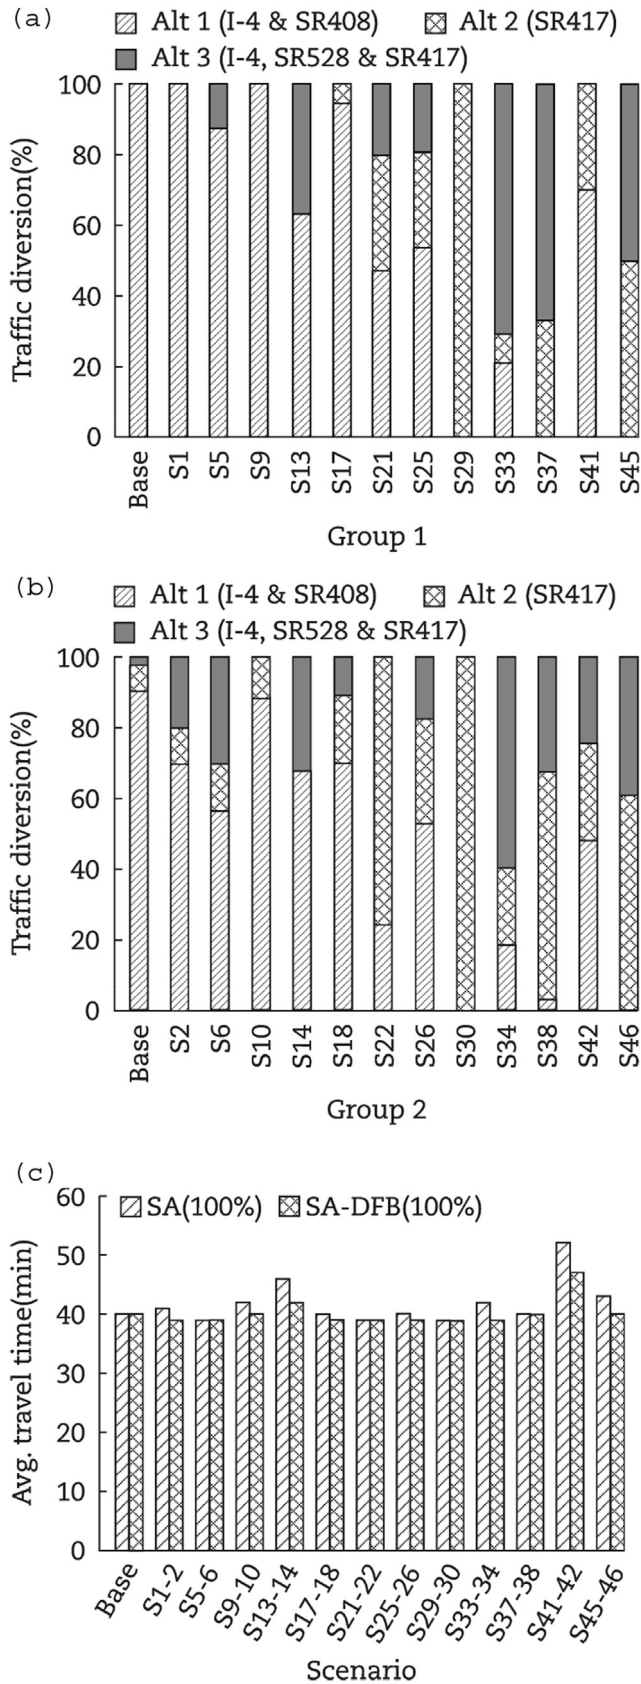 (a)
Alt 1 (I-4 & SR408) Alt 2 (SR417)
Alt 3 (I-4, SR528 & SR417)
100
80
60
40
20
0
Traffic diversion(%)
Base S1 S5 S9 S13 S17 S21 S25 S29 S33 S37 S41 S45
Group 1
(b)
Alt 1 (I-4 & SR408) Alt 2 (SR417)
Alt 3 (I-4, SR528 & SR417)
100
80
60
40
20
0
Traffic diversion(%)
Base S2 S6 S10 S14 S18 S22 S26 S30 S34 S38 S42 S46
Group 2
(c)
SA(100%) SA-DFB(100%)
60
50
40
30
20
10
0
Avg. travel time(min)
Base S1-2 S5-6 S9-10 S13-14 S17-18 S21-22 S25-26 S29-30 S33-34 S37-38 S41-42 S45-46
Scenario